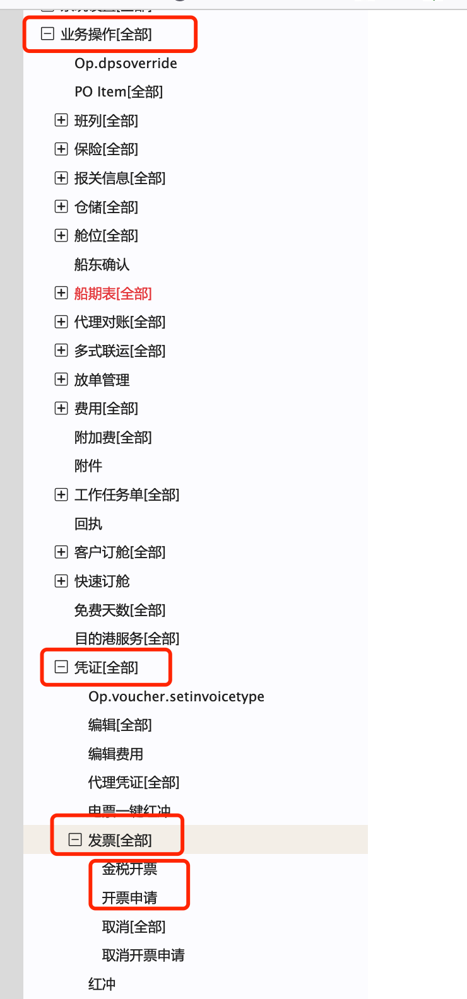 业务操作[全部]
Op.dpsoverride
PO Item[全部]
班列[全部]
保险[全部]
报关信息[全部]
仓储[全部]
舱位[全部]
船东确认
船期表[全部]
代理对账[全部]
多式联运[全部]
放单管理
费用[全部]
附加费[全部]
附件
工作任务单[全部]
回执
客户订舱[全部]
快速订舱
免费天数[全部]
目的港服务[全部]
凭证[全部]
Op.voucher.setinvoicetype
编辑[全部]
编辑费用
代理凭证[全部]
电票一键红冲
发票[全部]
金税开票
开票申请
取消[全部]
取消开票申请
红冲